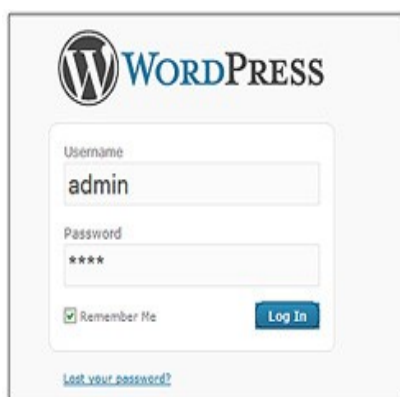 WORDPRESS
Username
admin
Password
****
Remember Me
Log In
Lost your password?